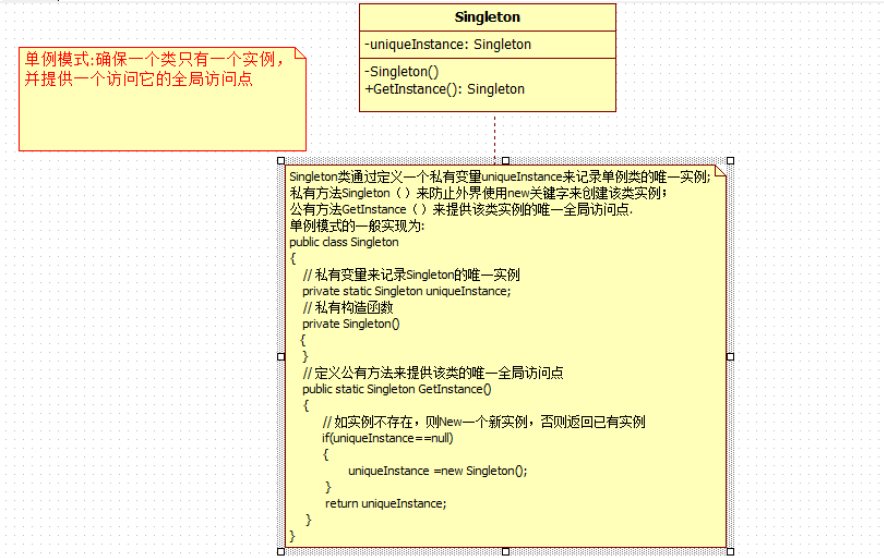 Singleton
-uniqueInstance: Singleton
-Singleton()
+GetInstance(): Singleton
单例模式:确保一个类只有一个实例，
并提供一个访问它的全局访问点
Singleton类通过定义一个私有变量uniqueInstance来记录单例类的唯一实例;
私有方法Singleton（）来防止外界使用new关键字来创建该类实例；
公有方法GetInstance（）来提供该类实例的唯一全局访问点.
单例模式的一般实现为:
public class Singleton
{
// 私有变量来记录Singleton的唯一实例
private static Singleton uniqueInstance;
// 私有构造函数
private Singleton()
{
}
// 定义公有方法来提供该类的唯一全局访问点
public static Singleton GetInstance()
{
// 如实例不存在，则New一个新实例，否则返回已有实例
if(uniqueInstance==null)
{
uniqueInstance =new Singleton();
}
return uniqueInstance;
}
}